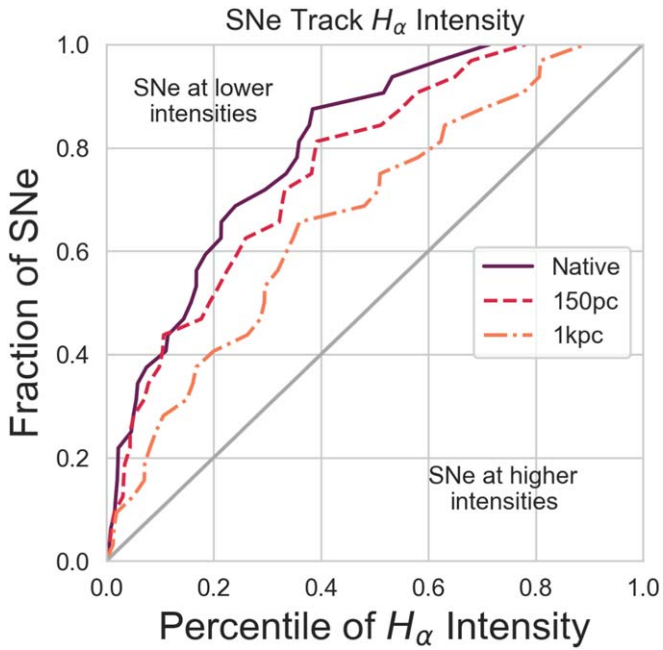 SNe Track Hα Intensity
1.0
SNe at lower
intensities
0.8
0.6
Native
150pc
1kpc
0.4
0.2
SNe at higher
intensities
0.0
Fraction of SNe
0.0 0.2 0.4 0.6 0.8 1.0
Percentile of Hα Intensity